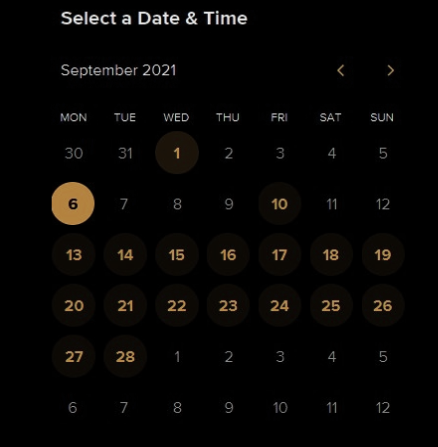 Select a Date & Time
September 2021
MON TUE WED THU FRI SAT SUN
30 31 1 2 3 4 5
6 7 8 9 10 11 12
13 14 15 16 17 18 19
20 21 22 23 24 25 26
27 28 1 2 3 4 5
6 7 8 9 10 11 12